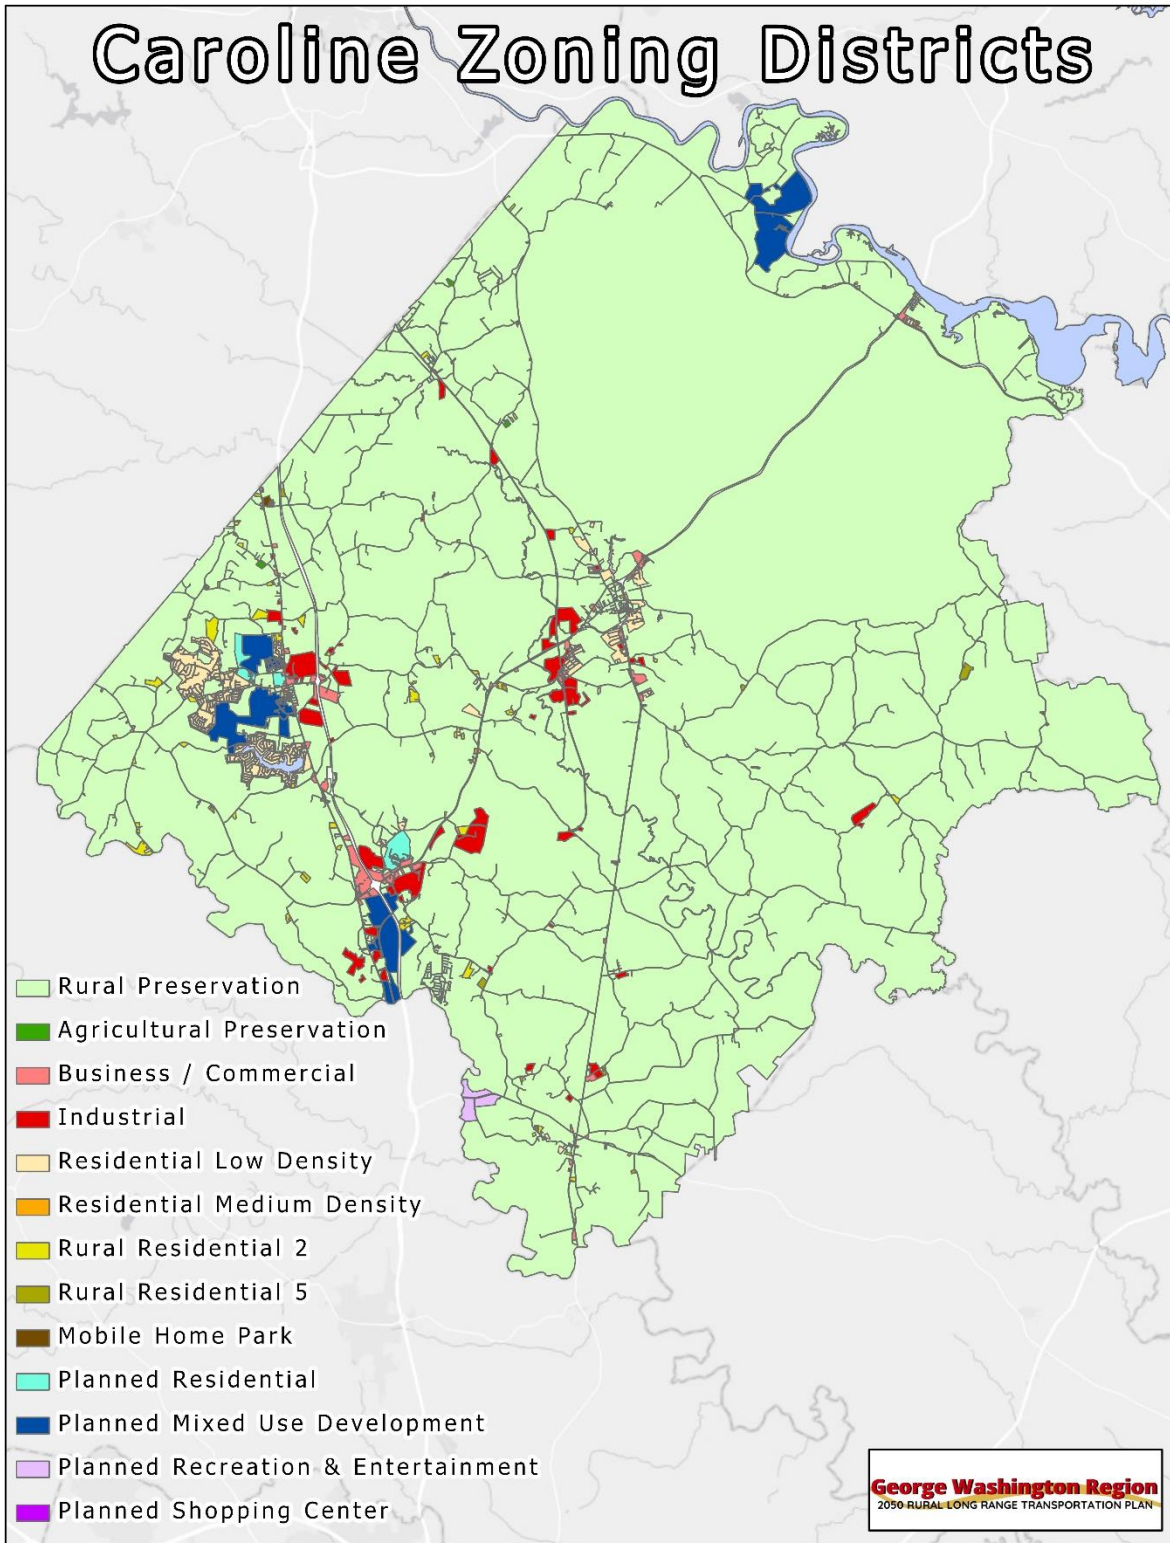 Caroline Zoning Districts
Rural Preservation
Agricultural Preservation
Business / Commercial
Industrial
Residential Low Density
Residential Medium Density
Rural Residential 2
Rural Residential 5
Mobile Home Park
Planned Residential
Planned Mixed Use Development
Planned Recreation & Entertainment
Planned Shopping Center
George Washington Region
2050 RURAL LONG RANGE TRANSPORTATION PLAN